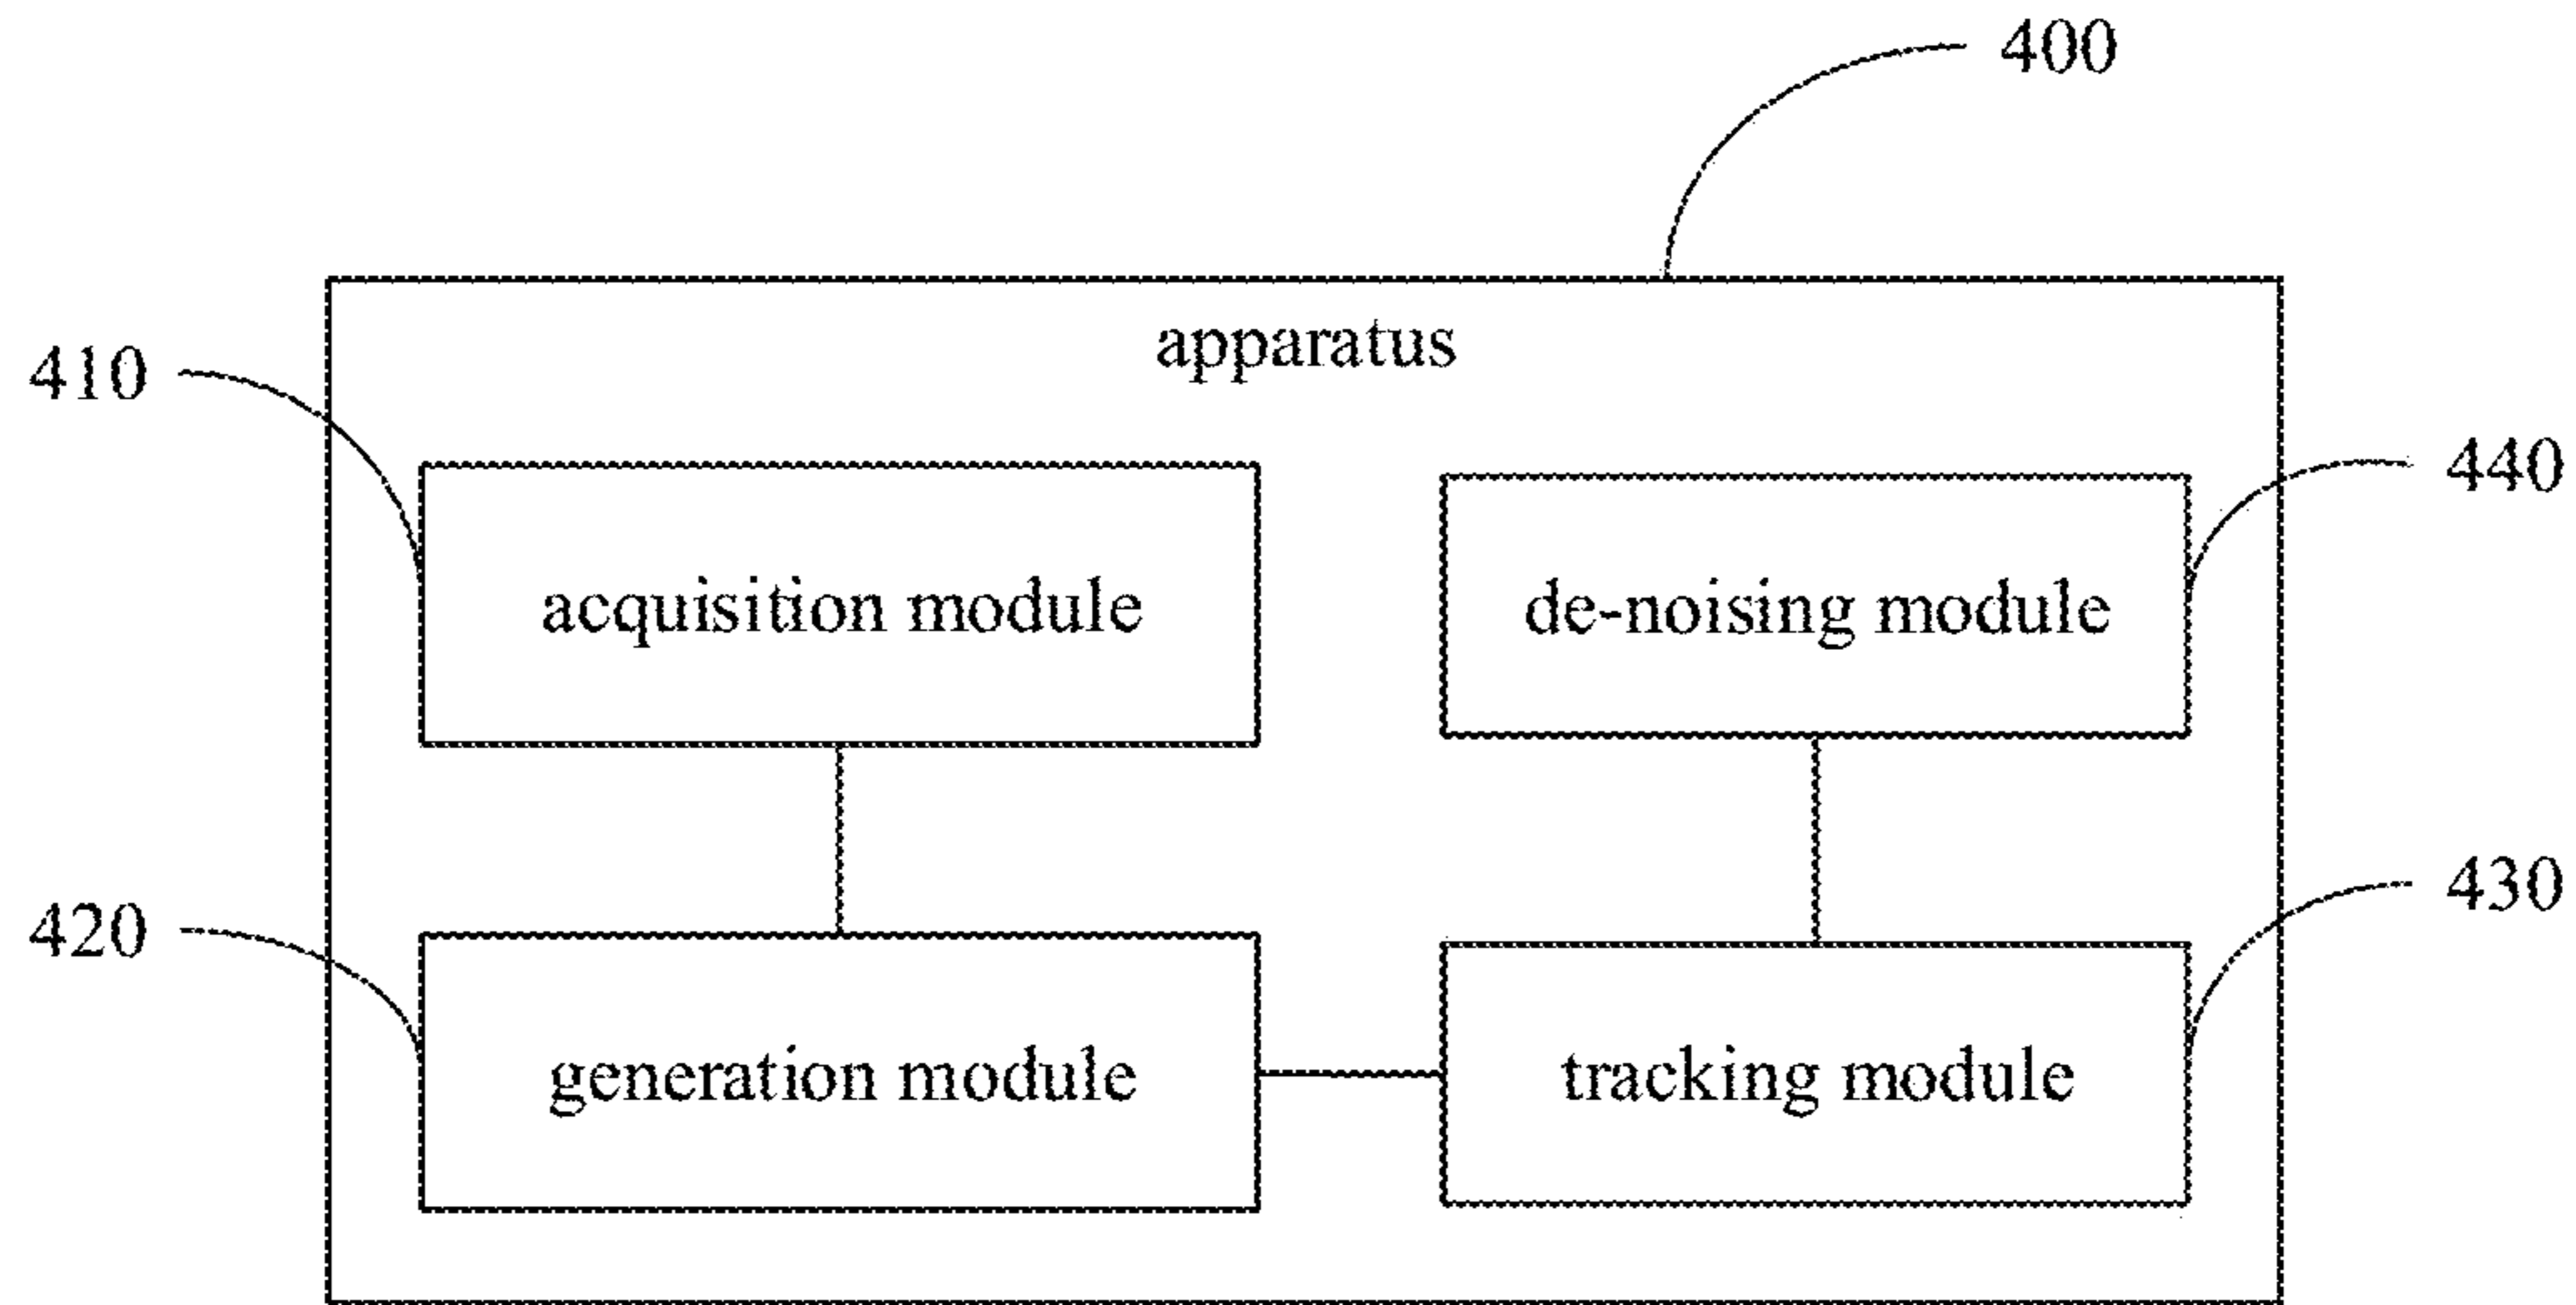 400
apparatus
410
440
acquisition module
de-noising module
420
430
generation module
tracking module